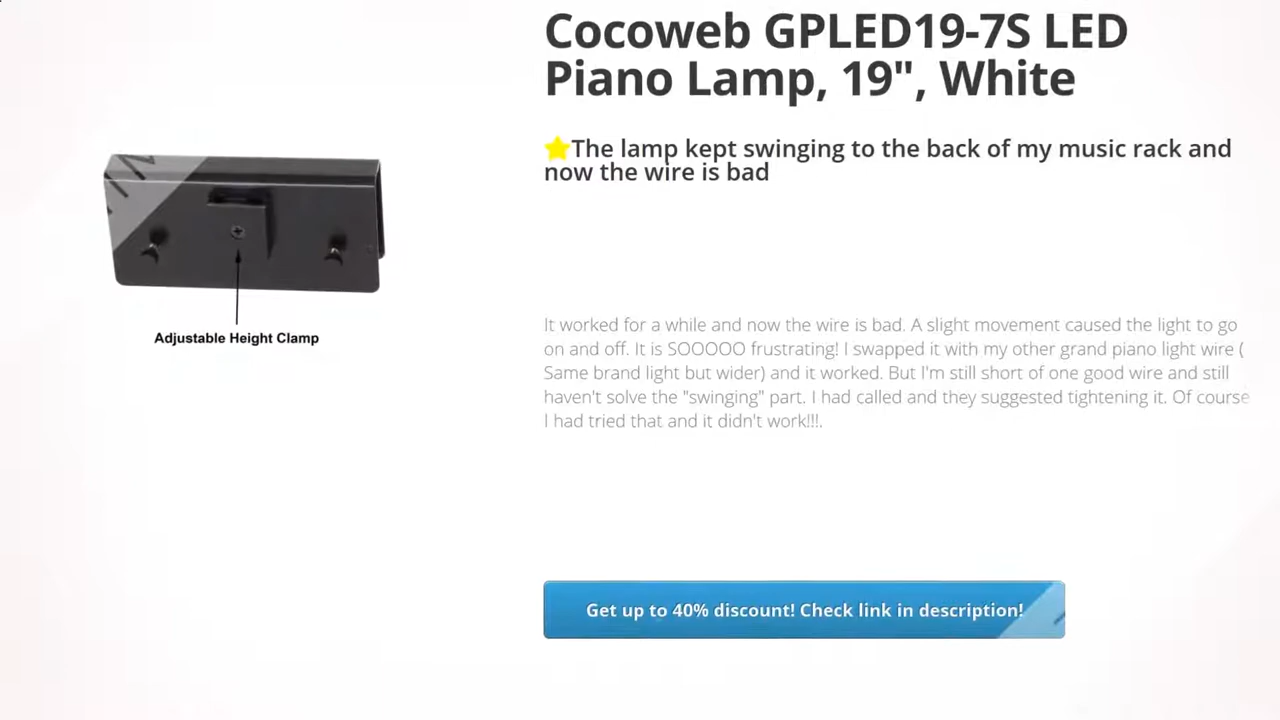 Cocoweb GPLED19-7S LED
Piano Lamp, 19", White
The lamp kept swinging to the back of my music rack and
now the wire is bad
It worked for a while and now the wire is bad. A slight movement caused the light to go
on and off. It is SOOOOO frustrating! I swapped it with my other grand piano light wire (
Same brand light but wider) and it worked. But I'm still short of one good wire and still
haven't solve the "swinging" part. I had called and they suggested tightening it. Of course
I had tried that and it didn't work!!!.
Adjustable Height Clamp
Get up to 40% discount! Check link in description!